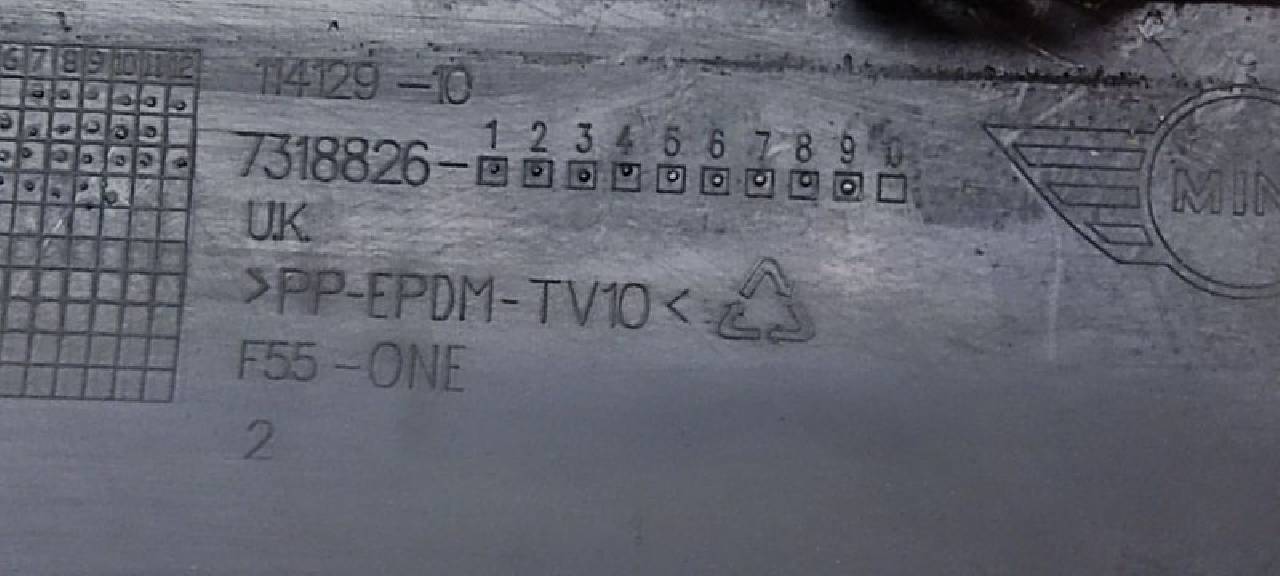 6 7 8 9 10 11 12
114129 -10
7318826- 1 2 3 4 5 6 7 8 9 0
U.K.
>PP-EPDM-TV10<
F55-ONE
2
MIN